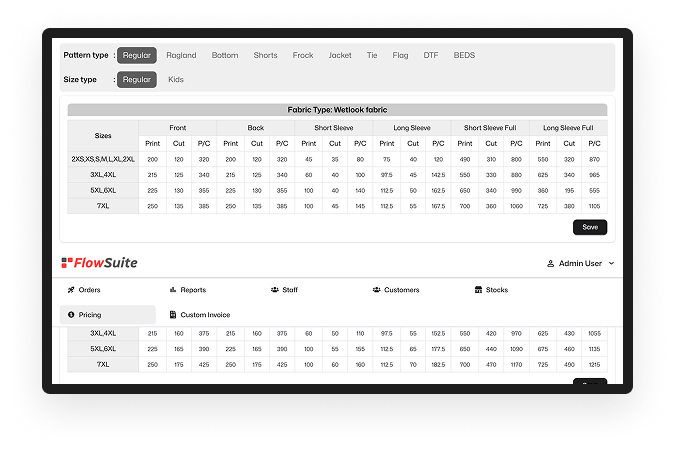 Pattern type : Regular Ragland Bottom Shorts Frock Jacket Tie Flag DTF BEDS
Size type : Regular Kids
Fabric Type: Wetlook fabric
Sizes Front Back Short Sleeve Long Sleeve Short Sleeve Full Long Sleeve Full
Print Cut P/C Print Cut P/C Print Cut P/C Print Cut P/C Print Cut P/C Print Cut P/C
2XS,XS,S,M,L,XL,2XL 200 120 320 200 120 320 45 35 80 75 40 120 490 310 800 550 320 870
3XL,4XL 215 125 340 215 125 340 60 40 100 97.5 45 142.5 550 330 880 625 340 965
5XL,6XL 225 130 355 225 130 355 100 40 140 112.5 50 162.5 650 340 990 360 195 555
7XL 250 135 385 250 135 385 100 45 145 112.5 55 167.5 700 360 1060 725 380 1105
Save
FlowSuite Admin User
Orders Reports Staff Customers Stocks
Pricing Custom Invoice
3XL,4XL 215 160 375 215 160 375 60 50 110 97.5 55 152.5 550 420 970 625 430 1055
5XL,6XL 225 165 390 225 165 390 100 55 155 112.5 65 177.5 650 440 1090 675 460 1135
7XL 250 175 425 250 175 425 100 60 160 112.5 70 182.5 700 470 1170 725 490 1215